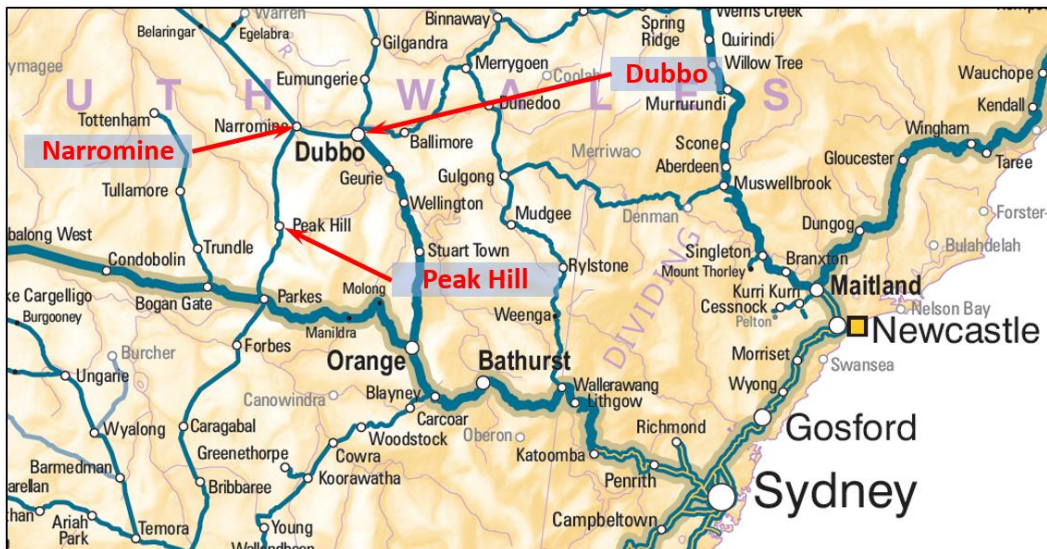 Warren
Binnaway
Werris Creek
Belaringar
Egelabra
Gilgandra
Spring
Ridge
Quirindi
ymagee
Merrygoen
Coolah
Dubbo
Willow Tree
Wauchope
Eumungerie
U T H W A L E S
Dunedoo
Murrurundi
Kendall
Tottenham
Narromine
Wingham
Narromine
Dubbo
Ballimore
Merriwa
Scone
Gloucester
Taree
Geurie
Gulgong
Aberdeen
Tullamore
Muswellbrook
Wellington
Mudgee
Denman
Forster-
Peak Hill
Dungog
balong West
Trundle
Stuart Town
DIVIDING
Singleton
Bulahdelah
Condobolin
Peak Hill
Rylstone
Mount Thorley
Branxton
Bogan Gate
Molong
Kurri Kurri
Maitland
ke Cargelligo
Parkes
Cessnock
Nelson Bay
Burgooney
Manildra
Weenga
Pelton
Newcastle
Forbes
Burcher
Orange
Bathurst
Morriset
Swansea
Ungarie
Blayney
Wallerawang
Wyong
Canowindra
Lithgow
Carcoar
Caragabal
Woodstock
Oberon
Richmond
Gosford
Wyalong
Greenethorpe
Cowra
Katoomba
Barmedman
Koorawatha
Penrith
Sydney
arellan
Bribbaree
than
Ariah
Park
Young
Campbeltown
Temora